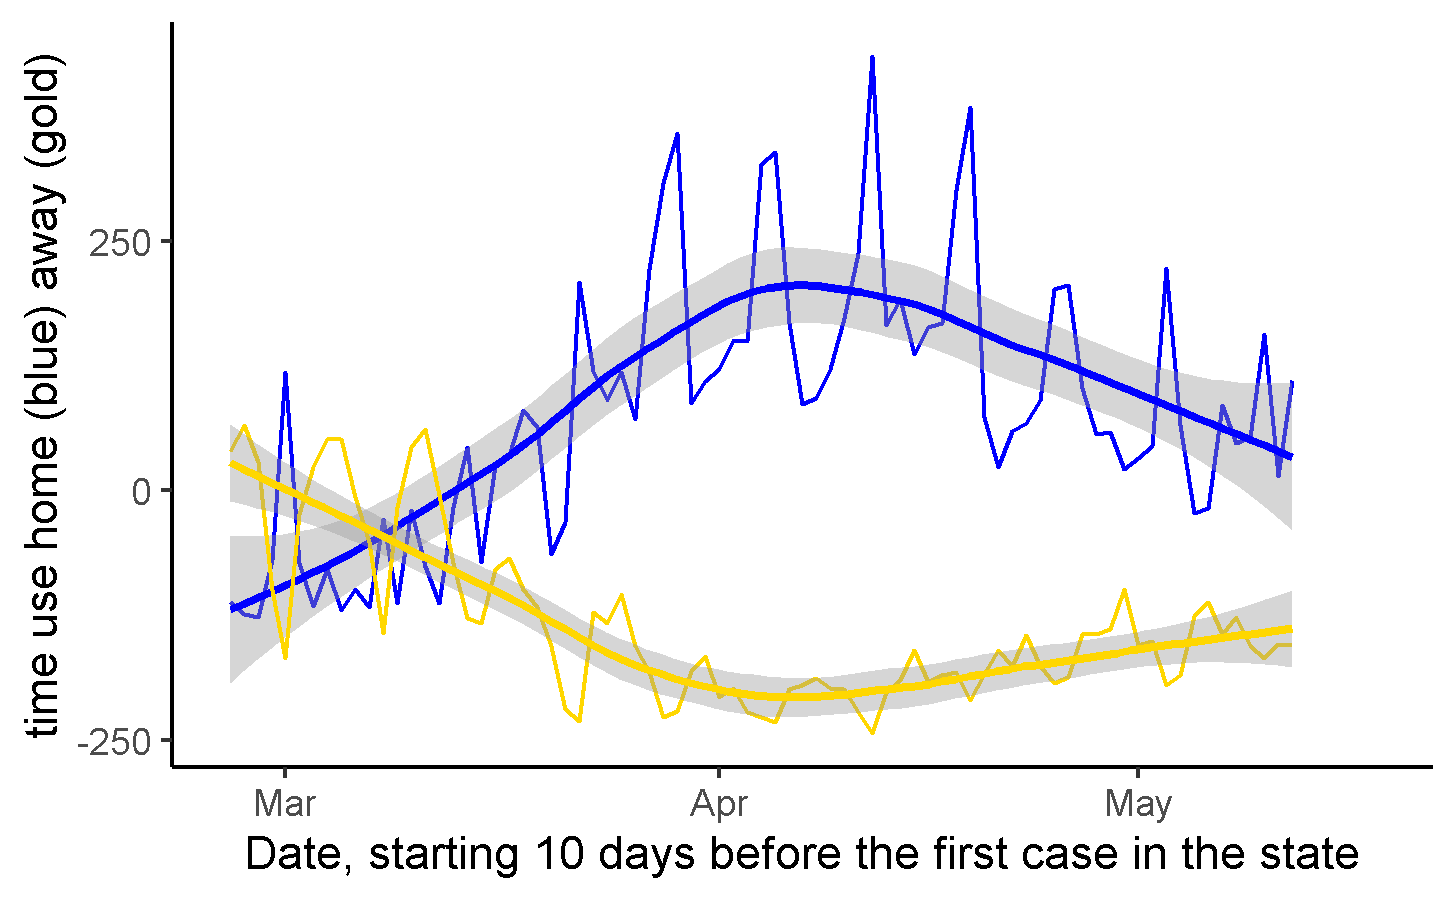 time use home (blue) away (gold)
250
0
-250
Mar
Apr
May
Date, starting 10 days before the first case in the state